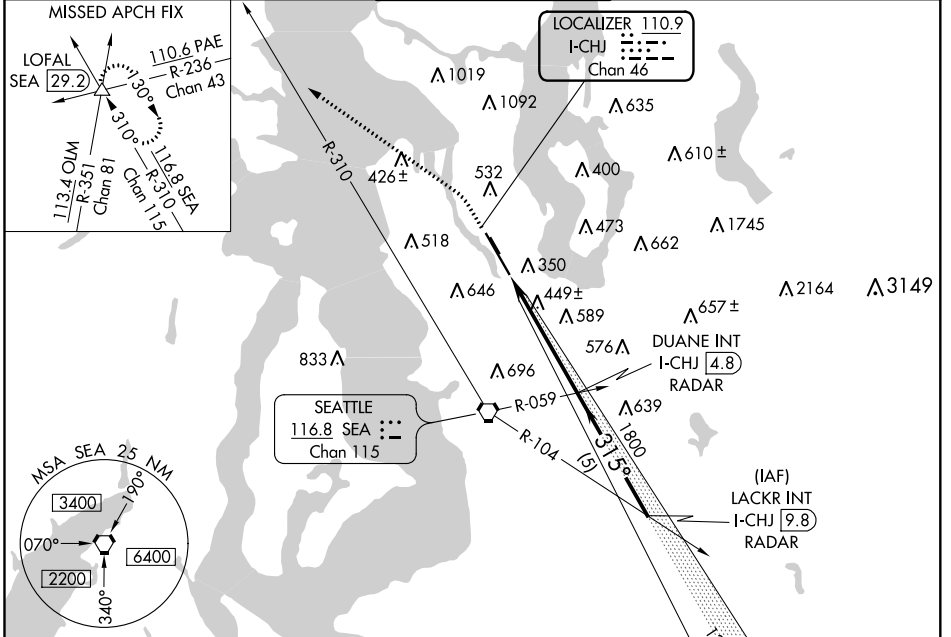 MISSED APCH FIX
LOFAL
SEA 29.2
110.6 PAE
R-236
Chan 43
130°
310°
113.4 OLM
R-351
Chan 81
116.8 SEA
R-310
Chan 115
LOCALIZER 110.9
I-CHJ
Chan 46
1019
1092
635
610±
R-310
426±
532
400
518
473
662
1745
350
646
449±
589
657±
2164
3149
833
576
696
DUANE INT
I-CHJ 4.8
RADAR
R-059
639
SEATTLE
116.8 SEA
Chan 115
R-104
1800
315°
(5)
(IAF)
LACKR INT
I-CHJ 9.8
RADAR
MSA SEA 25 NM
3400
190°
070°
6400
2200
340°